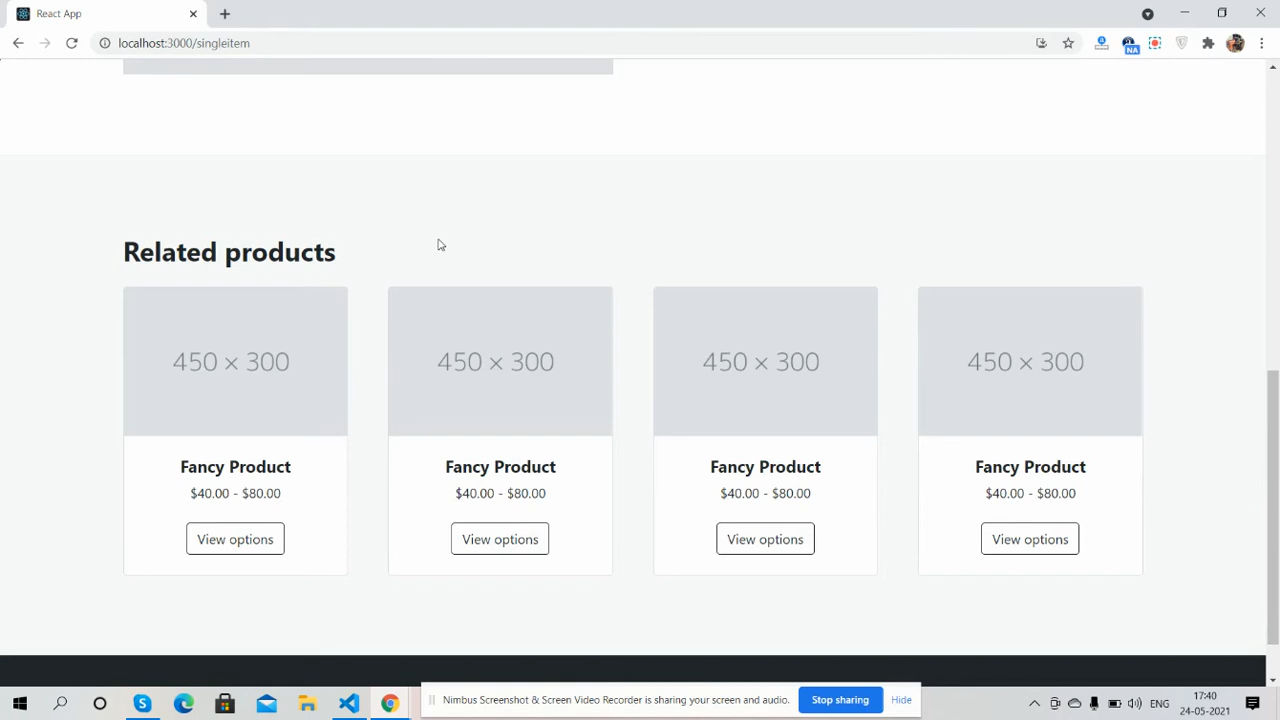 React App
localhost:3000/singleitem
NA
Related products
450 × 300
450 × 300
450 × 300
450 × 300
Fancy Product
Fancy Product
Fancy Product
Fancy Product
$40.00 - $80.00
$40.00 - $80.00
$40.00 - $80.00
$40.00 - $80.00
View options
View options
View options
View options
Nimbus Screenshot & Screen Video Recorder is sharing your screen and audio.
Stop sharing
Hide
ENG
17:40
24-05-2021